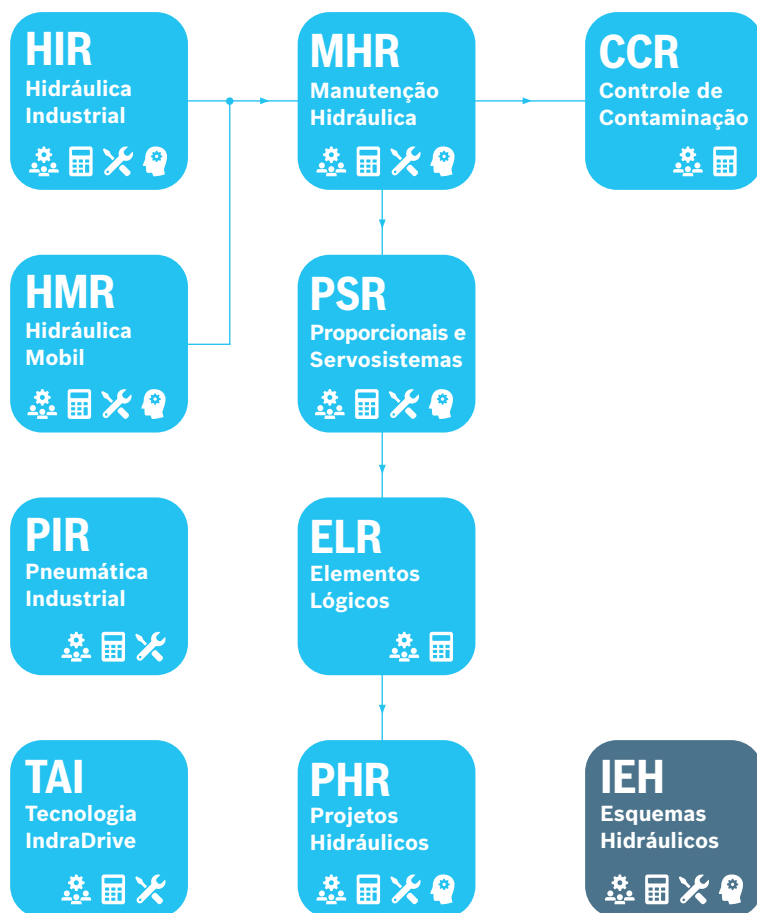 HIR
Hidráulica
Industrial
MHR
Manutenção
Hidráulica
CCR
Controle de
Contaminação
HMR
Hidráulica
Mobil
PSR
Proporcionais e
Servosistemas
PIR
Pneumática
Industrial
ELR
Elementos
Lógicos
TAI
Tecnologia
IndraDrive
PHR
Projetos
Hidráulicos
IEH
Esquemas
Hidráulicos